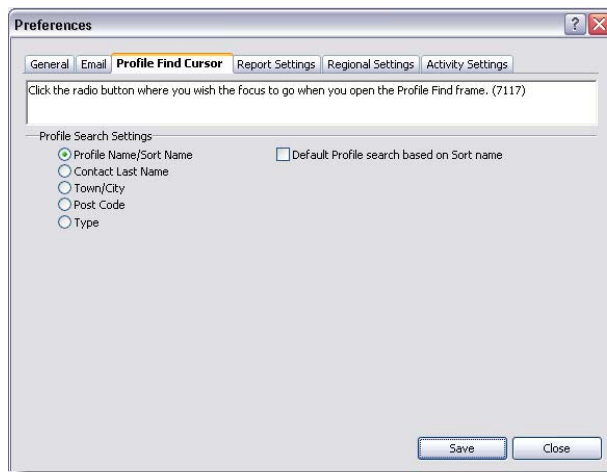 Preferences
General Email Profile Find Cursor Report Settings Regional Settings Activity Settings
Click the radio button where you wish the focus to go when you open the Profile Find frame. (7117)
Profile Search Settings
Profile Name/Sort Name Default Profile search based on Sort name
Contact Last Name
Town/City
Post Code
Type
Save Close